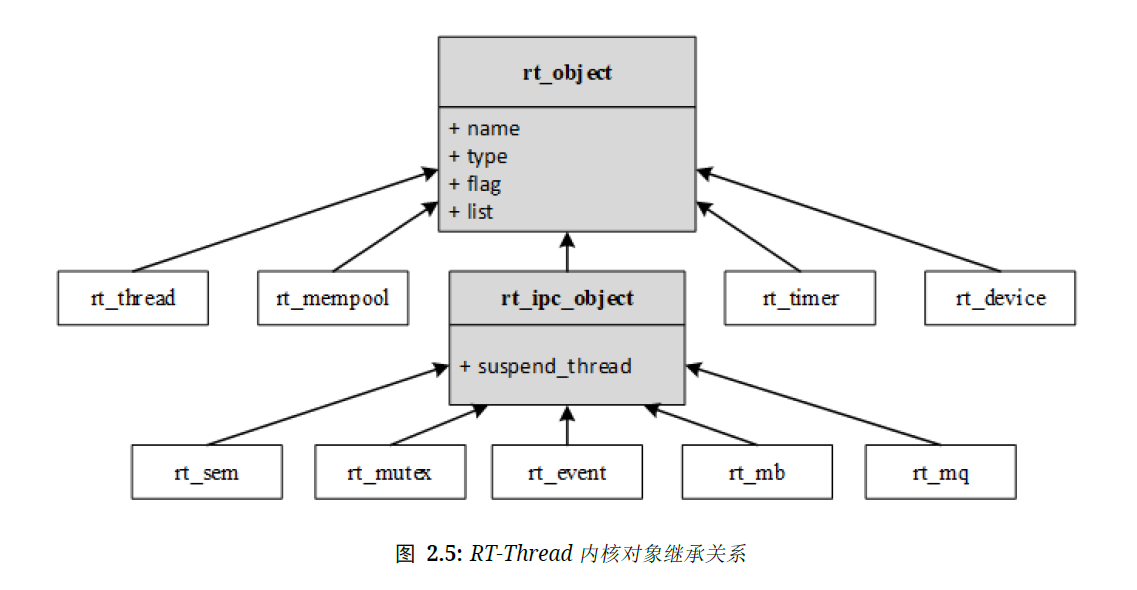 rt_object
+ name
+ type
+ flag
+ list
rt_thread
rt_mempool
rt_ipc_object
+ suspend_thread
rt_timer
rt_device
rt_sem
rt_mutex
rt_event
rt_mb
rt_mq
图 2.5: RT-Thread 内核对象继承关系